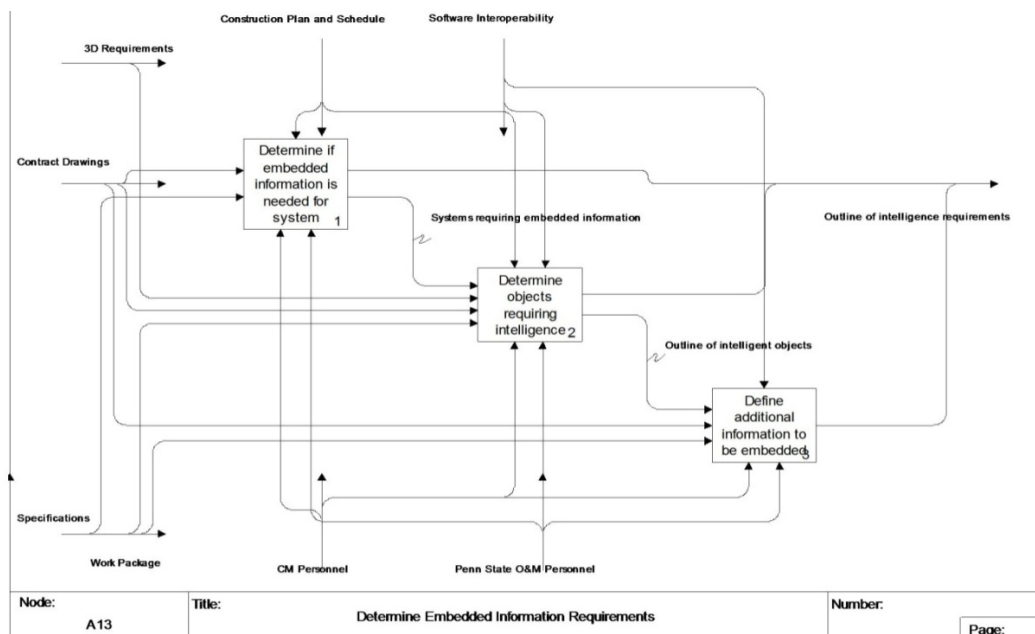 Construction Plan and Schedule
Software Interoperability
3D Requirements
Contract Drawings
Determine if
embedded
information is
needed for
system
1
Systems requiring embedded information
Outline of intelligence requirements
Determine
objects
requiring
intelligence
2
Outline of intelligent objects
Define
additional
information to
be embedded
3
Specifications
Work Package
CM Personnel
Penn State O&M Personnel
Node:
A13
Title:
Determine Embedded Information Requirements
Number:
Page: